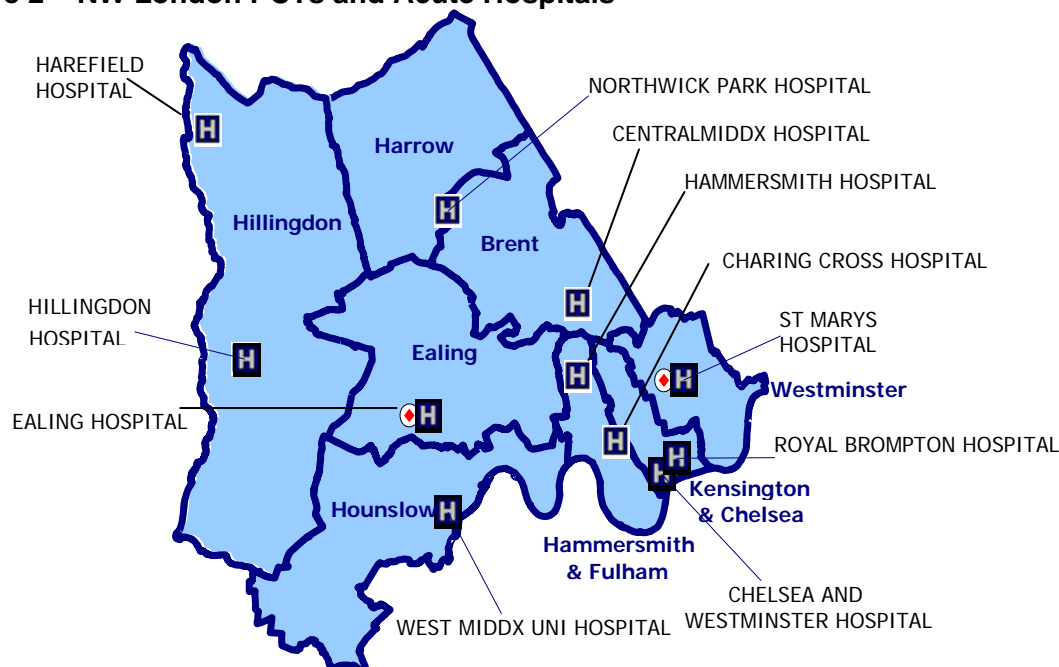 NW London PCTs and Acute Hospitals
HAREFIELD
HOSPITAL
NORTHWICK PARK HOSPITAL
CENTRALMIDDX HOSPITAL
Harrow
HAMMERSMITH HOSPITAL
H
H
Hillingdon
Brent
CHARING CROSS HOSPITAL
HILLINGDON
HOSPITAL
H
ST MARYS
HOSPITAL
Ealing
H
H
H
Westminster
EALING HOSPITAL
H
H
ROYAL BROMPTON HOSPITAL
H
H
Kensington
& Chelsea
Hounslow
H
Hammersmith
& Fulham
CHELSEA AND
WESTMINSTER HOSPITAL
WEST MIDDX UNI HOSPITAL